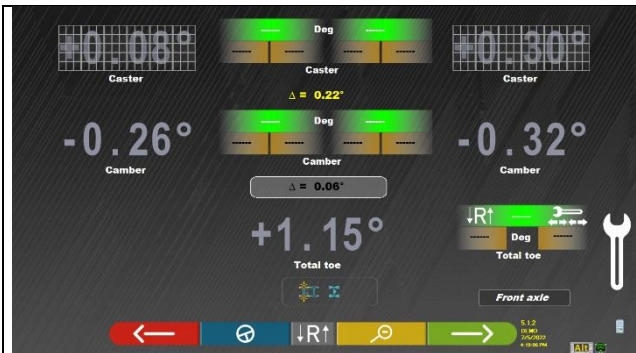 +0.08°
Caster
Deg
Caster
Δ = 0.22°
+0.30°
Caster
-0.26°
Camber
Deg
Camber
Δ = 0.06°
-0.32°
Camber
+1.15°
Total toe
↓R↑
Deg
Total toe
Front axle
↓R↑
5.1.2
DEMO
7/5/2022
Alt